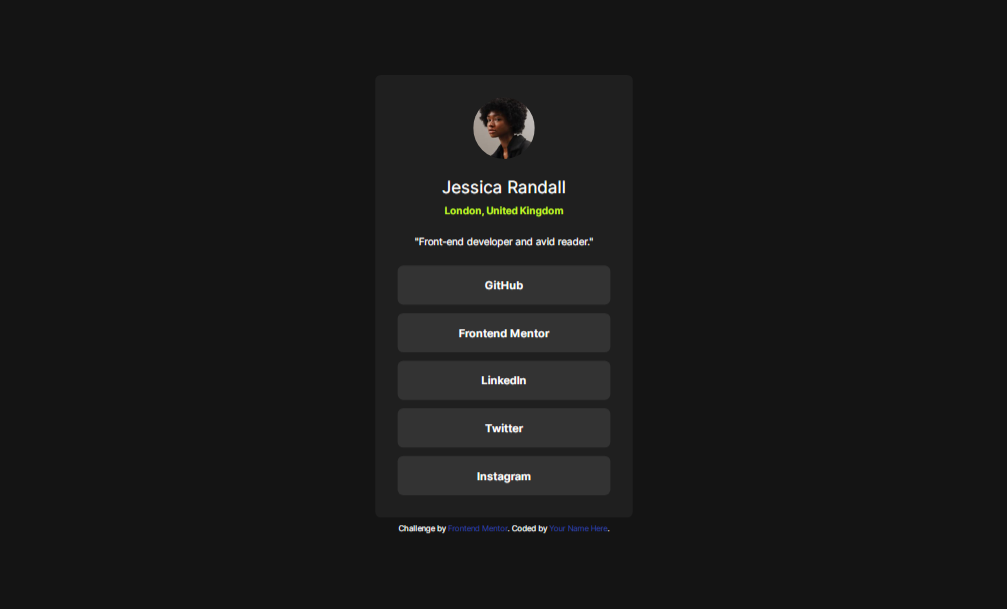 Jessica Randall
London, United Kingdom
"Front-end developer and avid reader."
GitHub
Frontend Mentor
LinkedIn
Twitter
Instagram
Challenge by Frontend Mentor. Coded by Your Name Here.